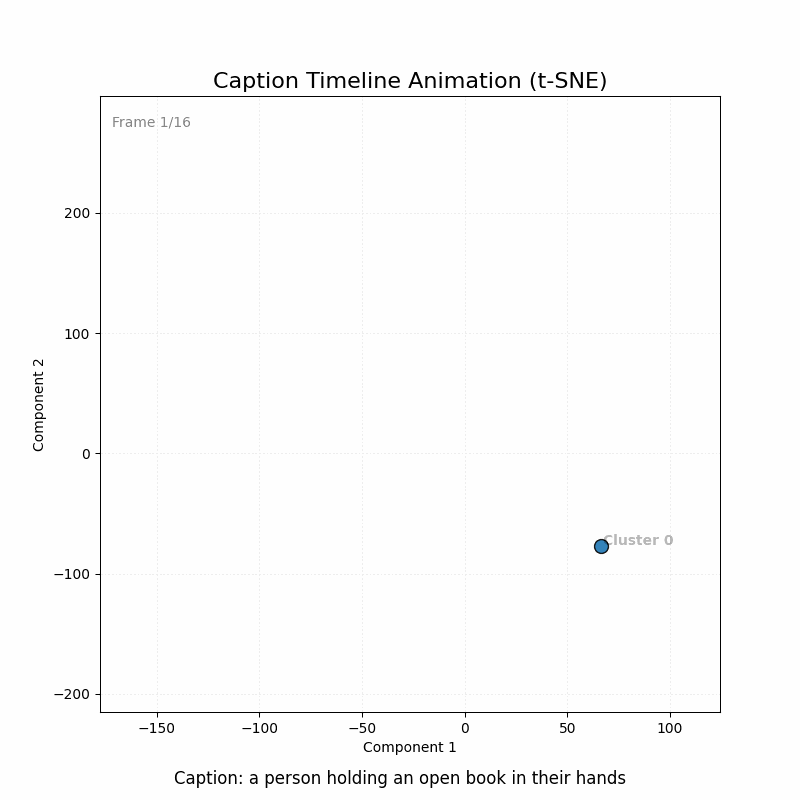 Caption Timeline Animation (t-SNE)
Frame 1/16
200
100
0
−100
−200
Component 2
Cluster 0
−150
−100
−50
0
50
100
Component 1
Caption: a person holding an open book in their hands